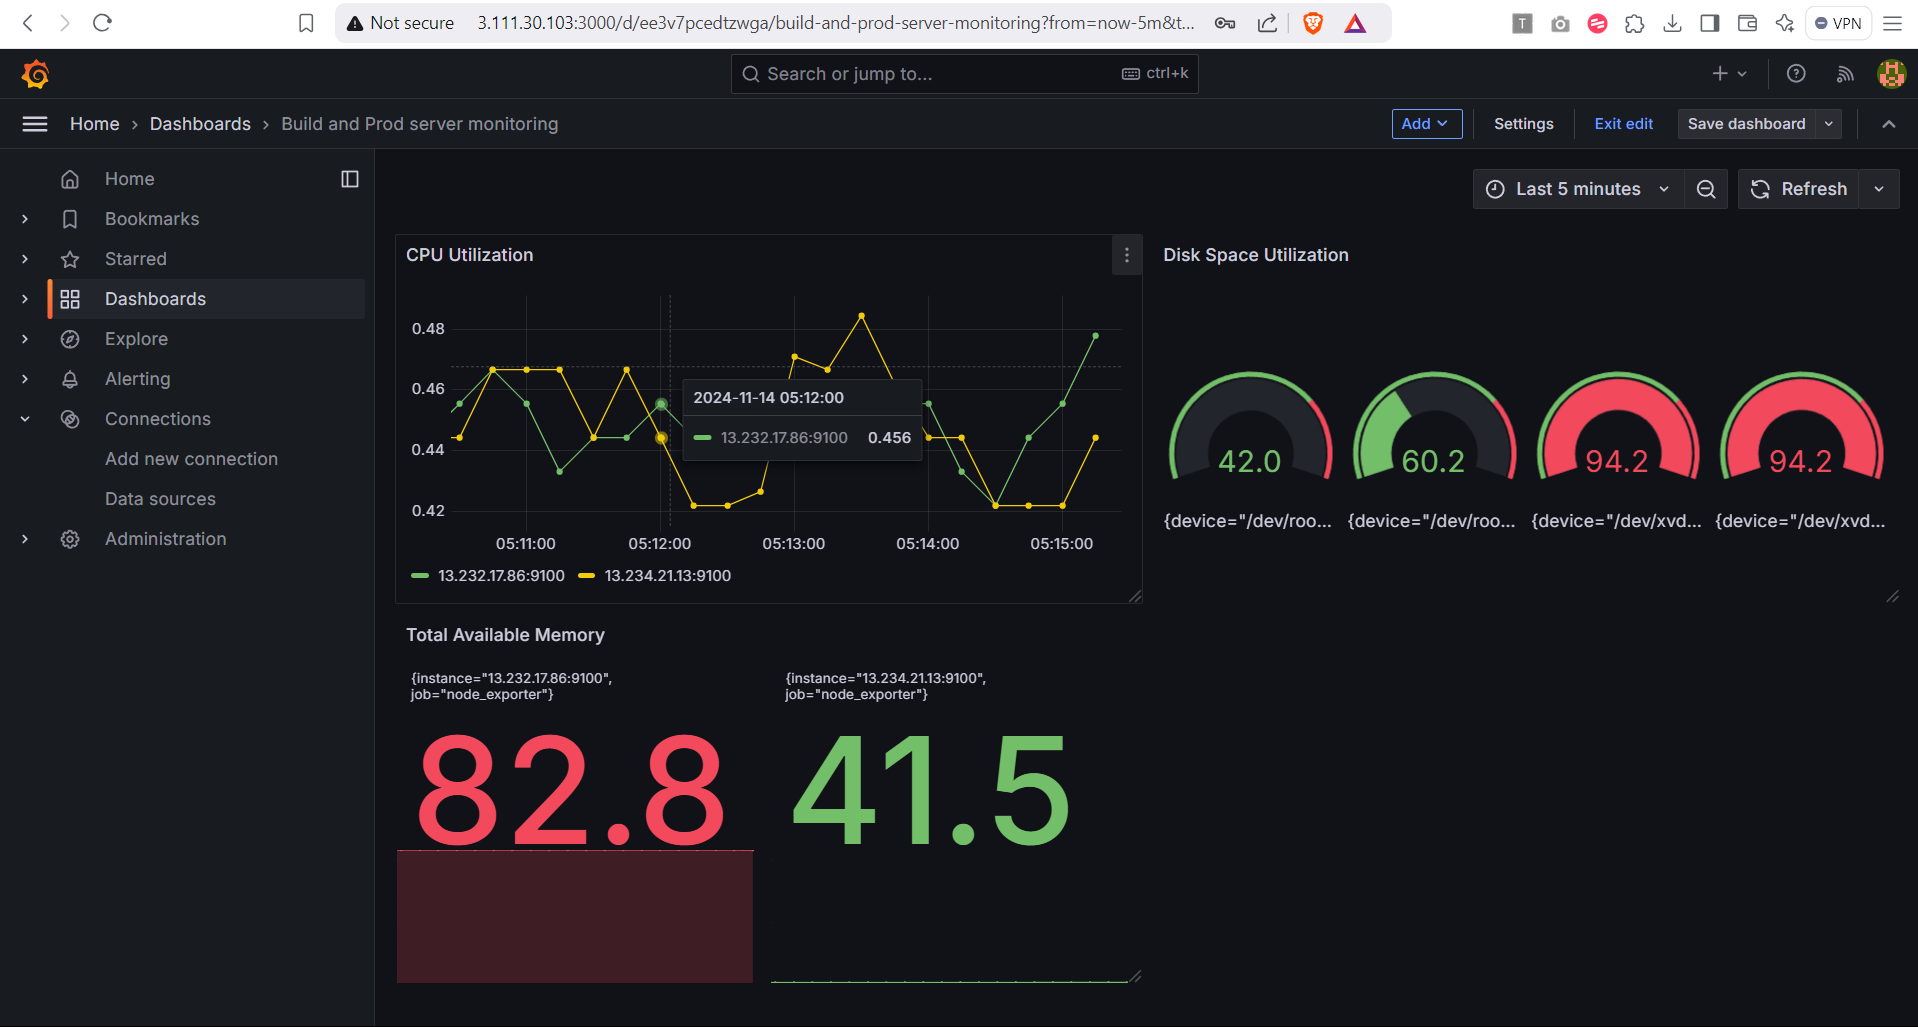 Not secure 3.111.30.103:3000/d/ee3v7pcedtzwga/build-and-prod-server-monitoring?from=now-5m&t...
T
VPN
Search or jump to... ctrl+k
Home › Dashboards › Build and Prod server monitoring
Add Settings Exit edit Save dashboard
Home
Bookmarks
Starred
Dashboards
Explore
Alerting
Connections
Add new connection
Data sources
Administration
Last 5 minutes Refresh
CPU Utilization
0.48
0.46
0.44
0.42
2024-11-14 05:12:00
13.232.17.86:9100 0.456
05:11:00 05:12:00 05:13:00 05:14:00 05:15:00
13.232.17.86:9100 13.234.21.13:9100
Disk Space Utilization
42.0 60.2 94.2 94.2
{device="/dev/roo... {device="/dev/roo... {device="/dev/xvd... {device="/dev/xvd...
Total Available Memory
{instance="13.232.17.86:9100",
job="node_exporter"}
82.8
{instance="13.234.21.13:9100",
job="node_exporter"}
41.5